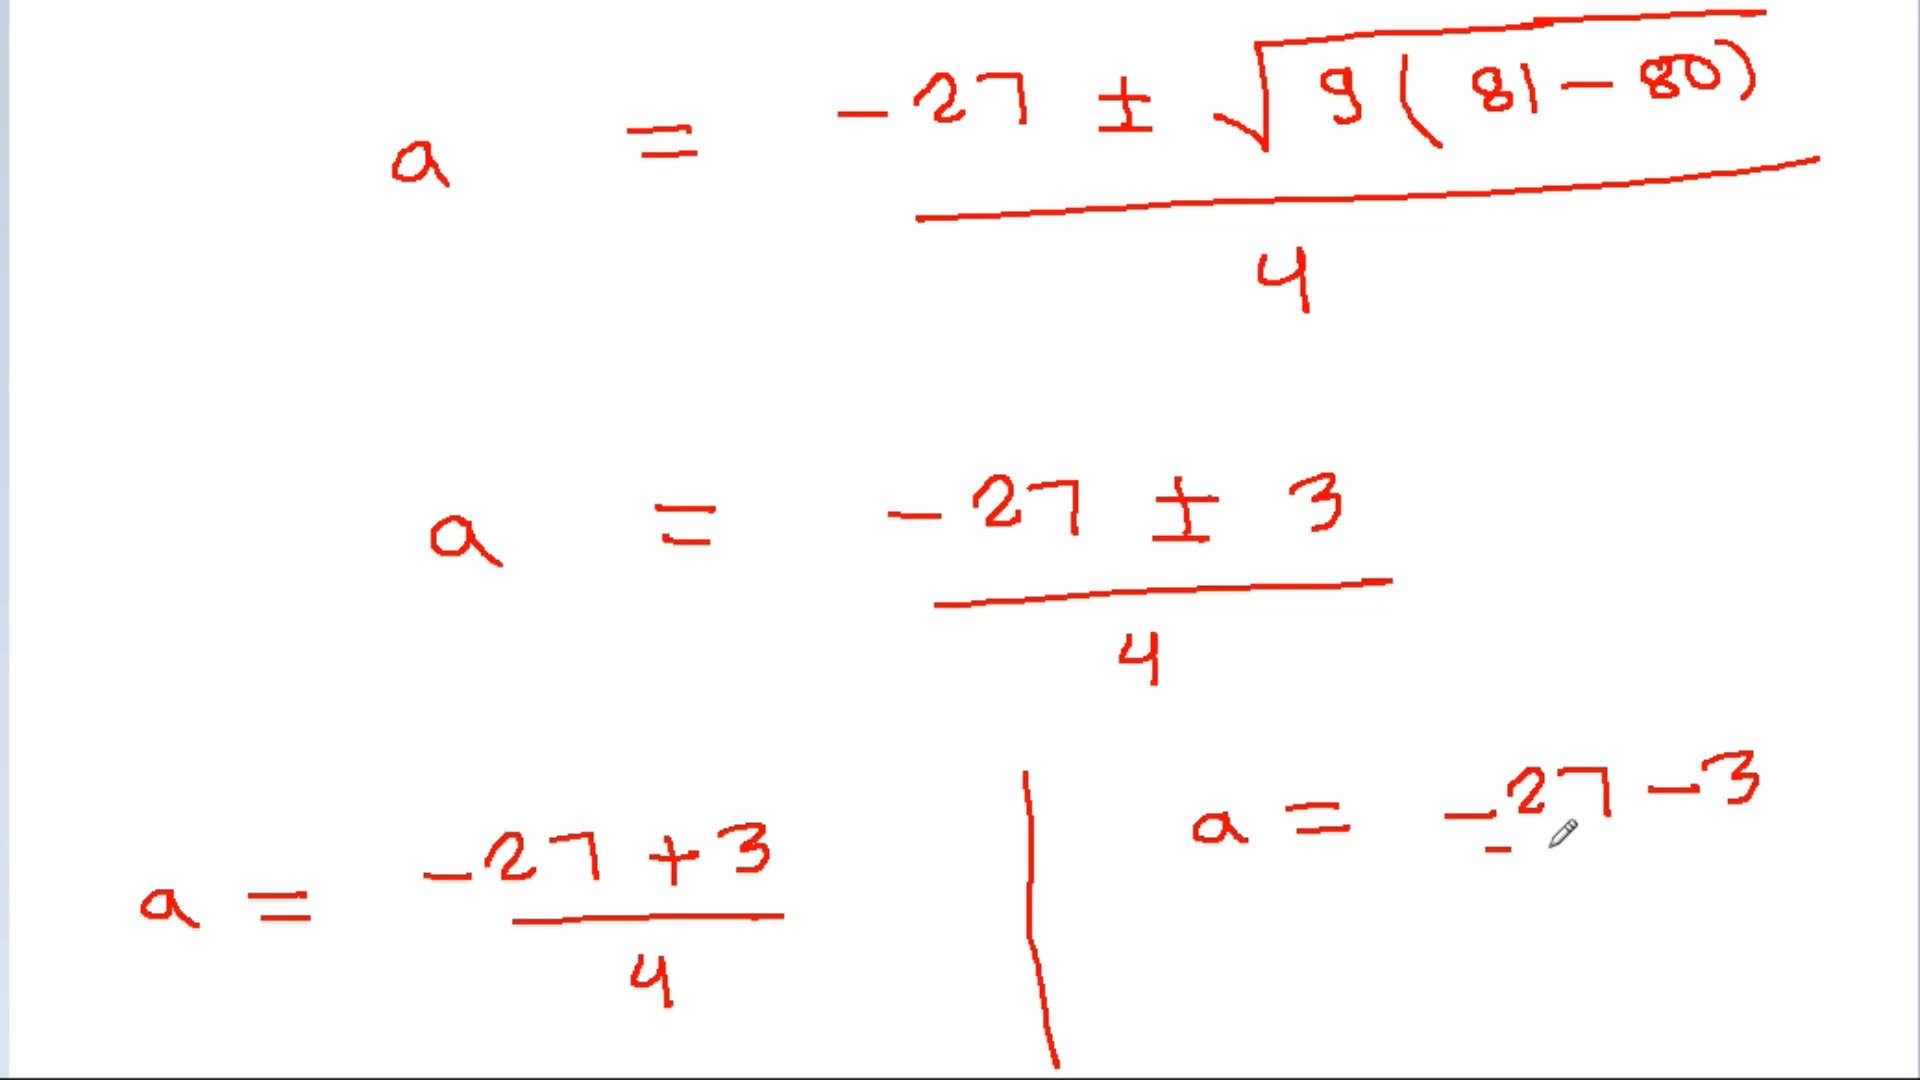 a = (-27 ± √(9(81 - 80))) / 4
a = (-27 ± 3) / 4
a = (-27 + 3) / 4 | a = -27 - 3